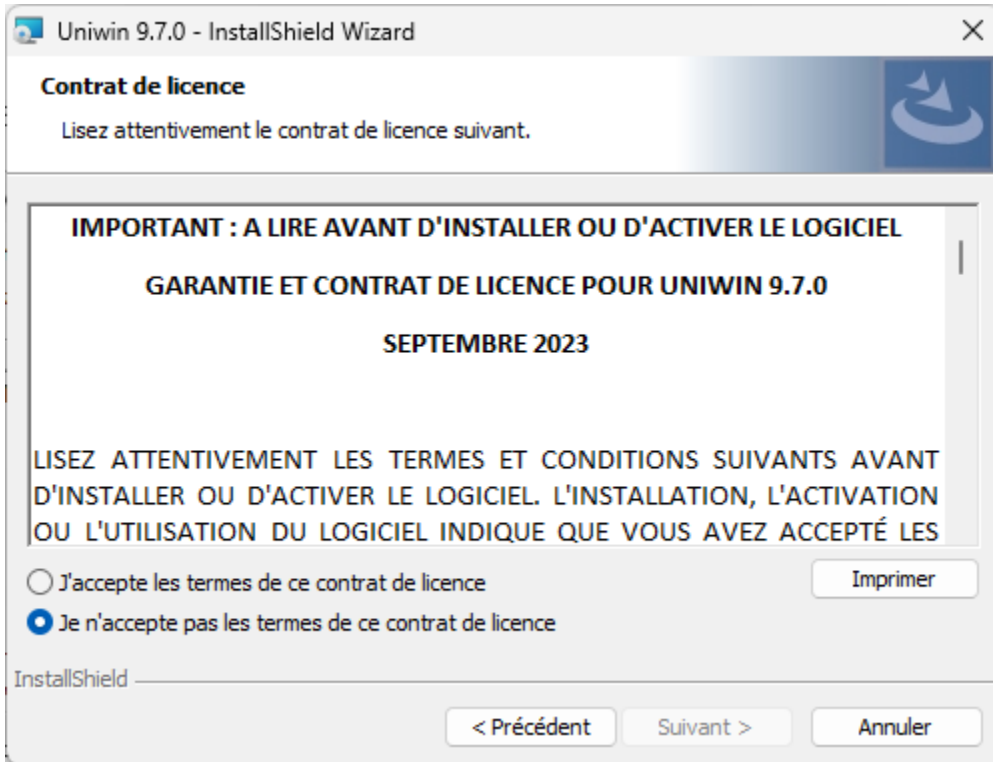 Uniwin 9.7.0 - InstallShield Wizard
Contrat de licence
Lisez attentivement le contrat de licence suivant.
IMPORTANT : A LIRE AVANT D'INSTALLER OU D'ACTIVER LE LOGICIEL
GARANTIE ET CONTRAT DE LICENCE POUR UNIWIN 9.7.0
SEPTEMBRE 2023
LISEZ ATTENTIVEMENT LES TERMES ET CONDITIONS SUIVANTS AVANT
D'INSTALLER OU D'ACTIVER LE LOGICIEL. L'INSTALLATION, L'ACTIVATION
OU L'UTILISATION DU LOGICIEL INDIQUE QUE VOUS AVEZ ACCEPTÉ LES
J'accepte les termes de ce contrat de licence
Imprimer
Je n'accepte pas les termes de ce contrat de licence
InstallShield
< Précédent
Suivant >
Annuler